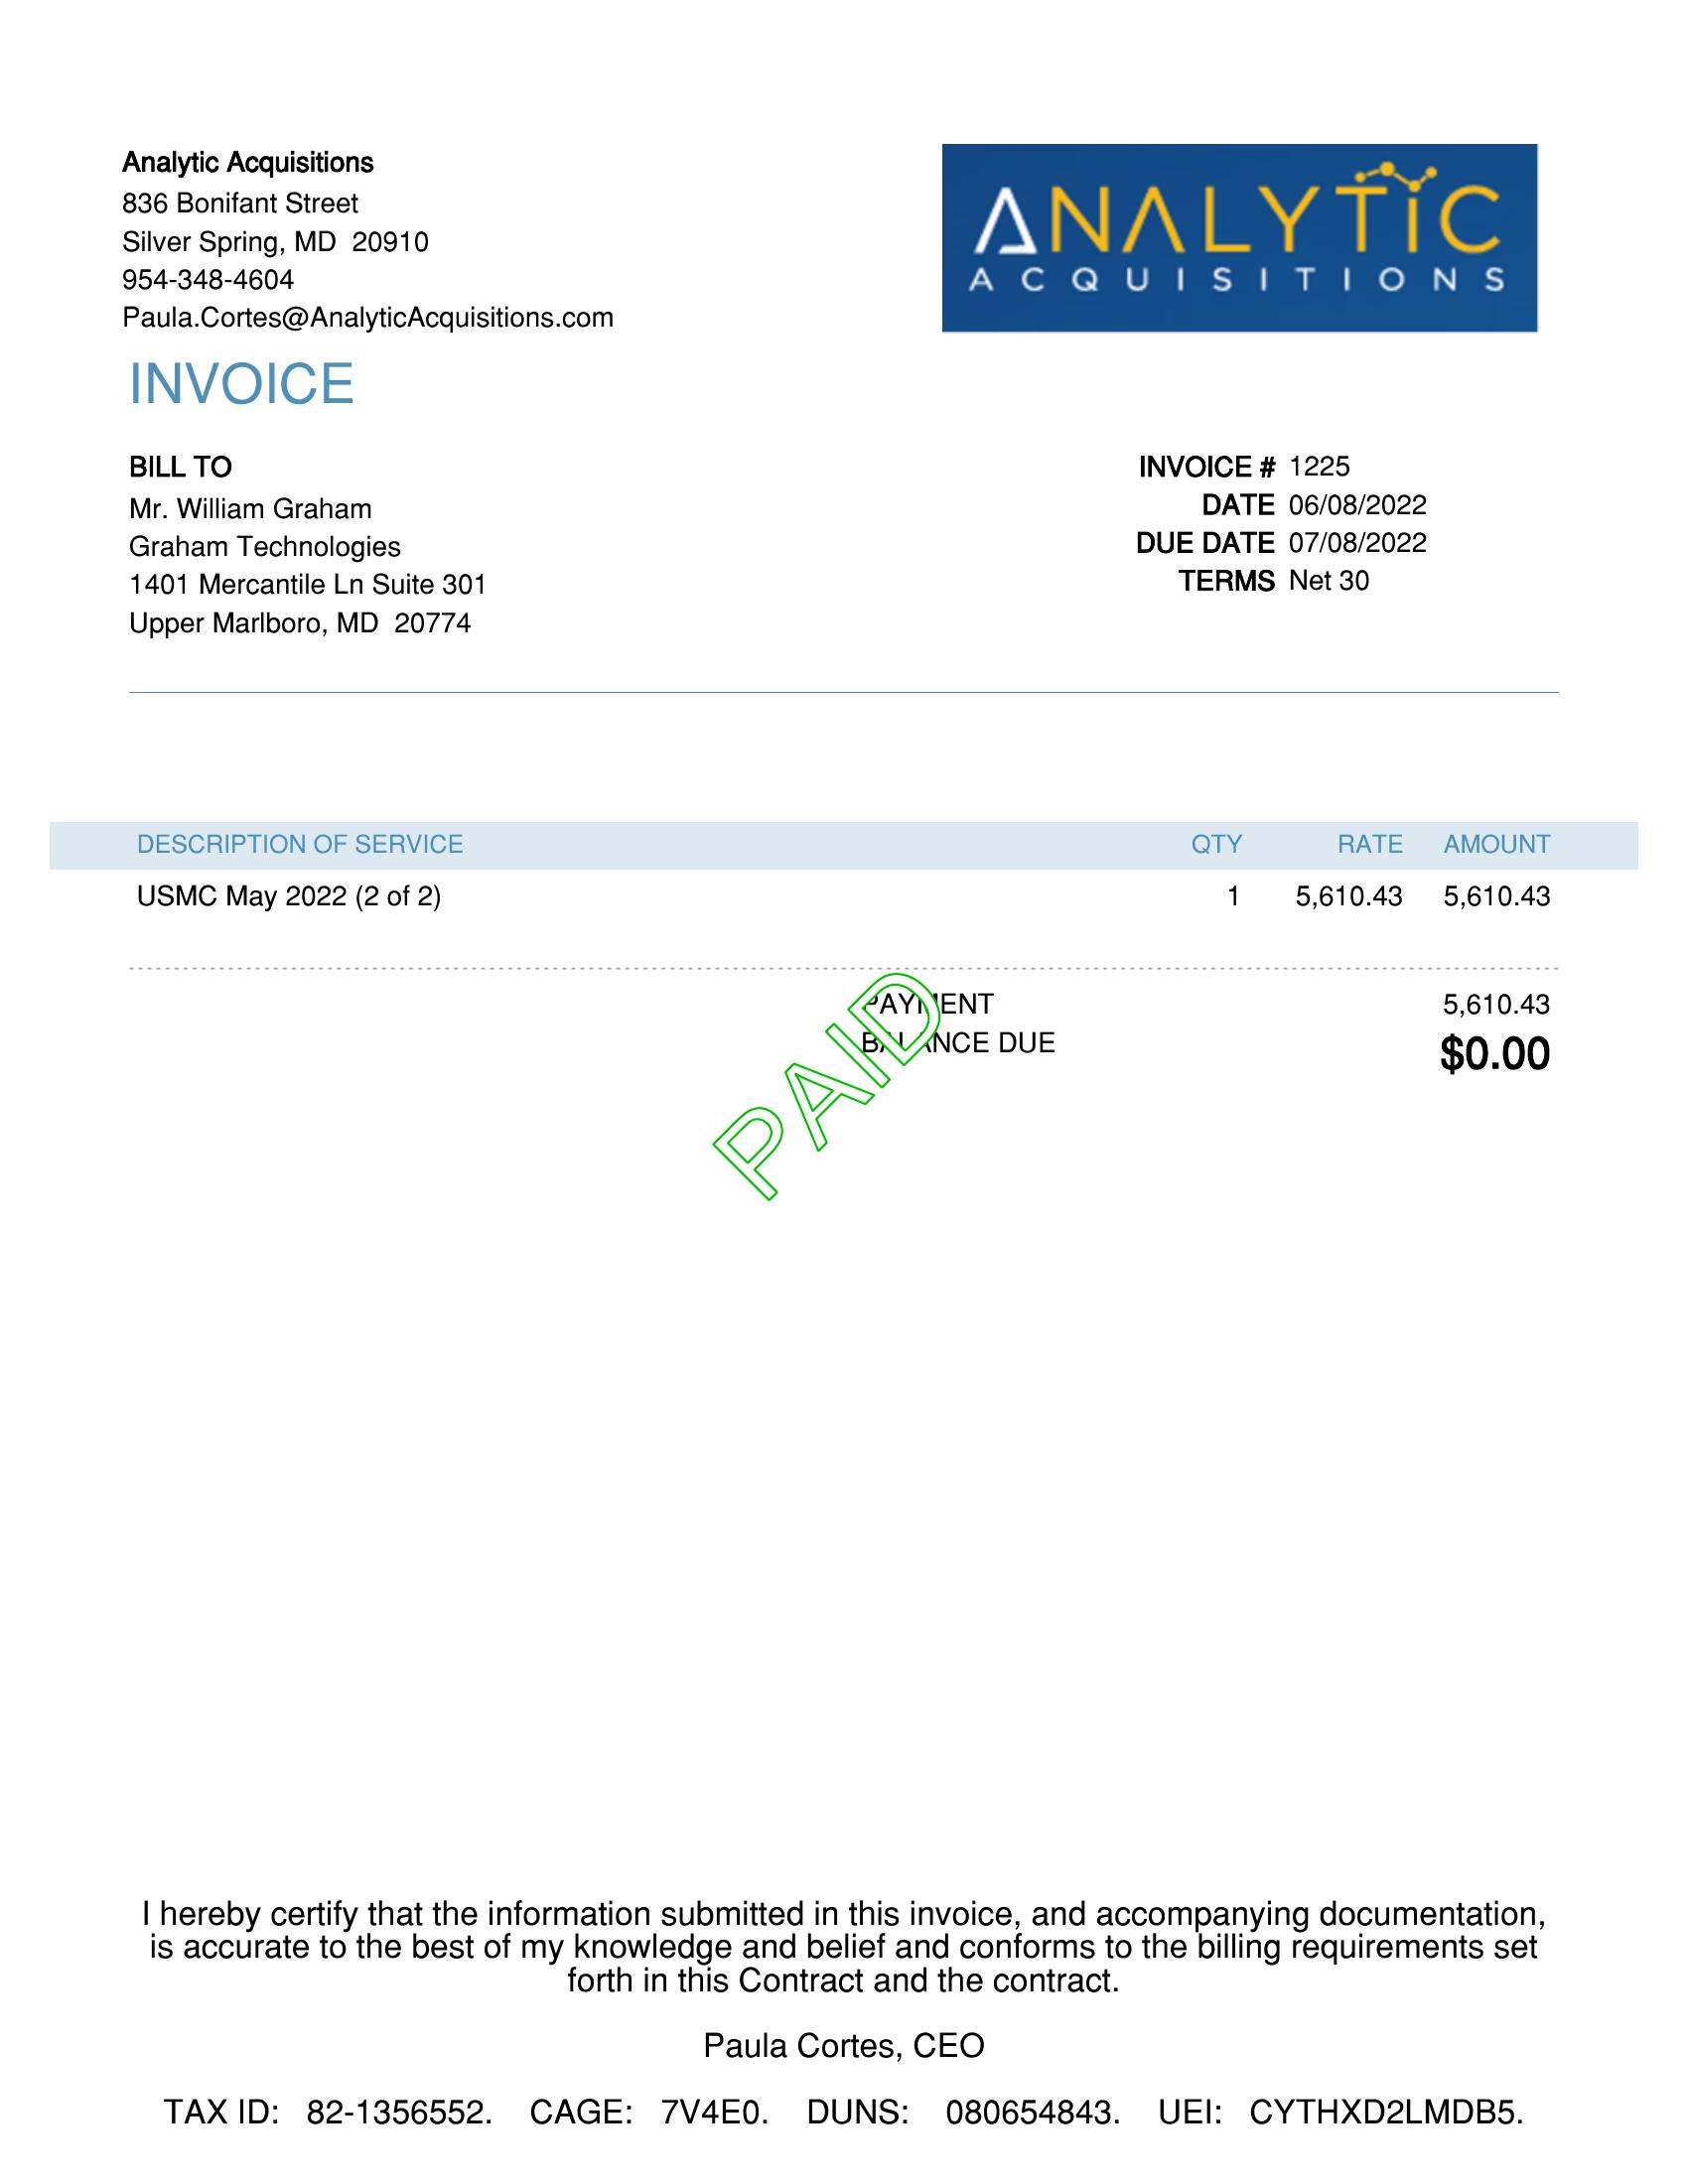 Analytic Acquisitions
836 Bonifant Street
Silver Spring, MD  20910
954-348-4604
Paula.Cortes@AnalyticAcquisitions.com
ANALYTIC
ACQUISITIONS
INVOICE
BILL TO
Mr. William Graham
Graham Technologies
1401 Mercantile Ln Suite 301
Upper Marlboro, MD  20774
INVOICE # 1225
DATE 06/08/2022
DUE DATE 07/08/2022
TERMS Net 30
DESCRIPTION OF SERVICE QTY RATE AMOUNT
USMC May 2022 (2 of 2) 1 5,610.43 5,610.43
PAYMENT 5,610.43
BALANCE DUE $0.00
PAID
I hereby certify that the information submitted in this invoice, and accompanying documentation,
is accurate to the best of my knowledge and belief and conforms to the billing requirements set
forth in this Contract and the contract.
Paula Cortes, CEO
TAX ID: 82-1356552. CAGE: 7V4E0. DUNS: 080654843. UEI: CYTHXD2LMDB5.